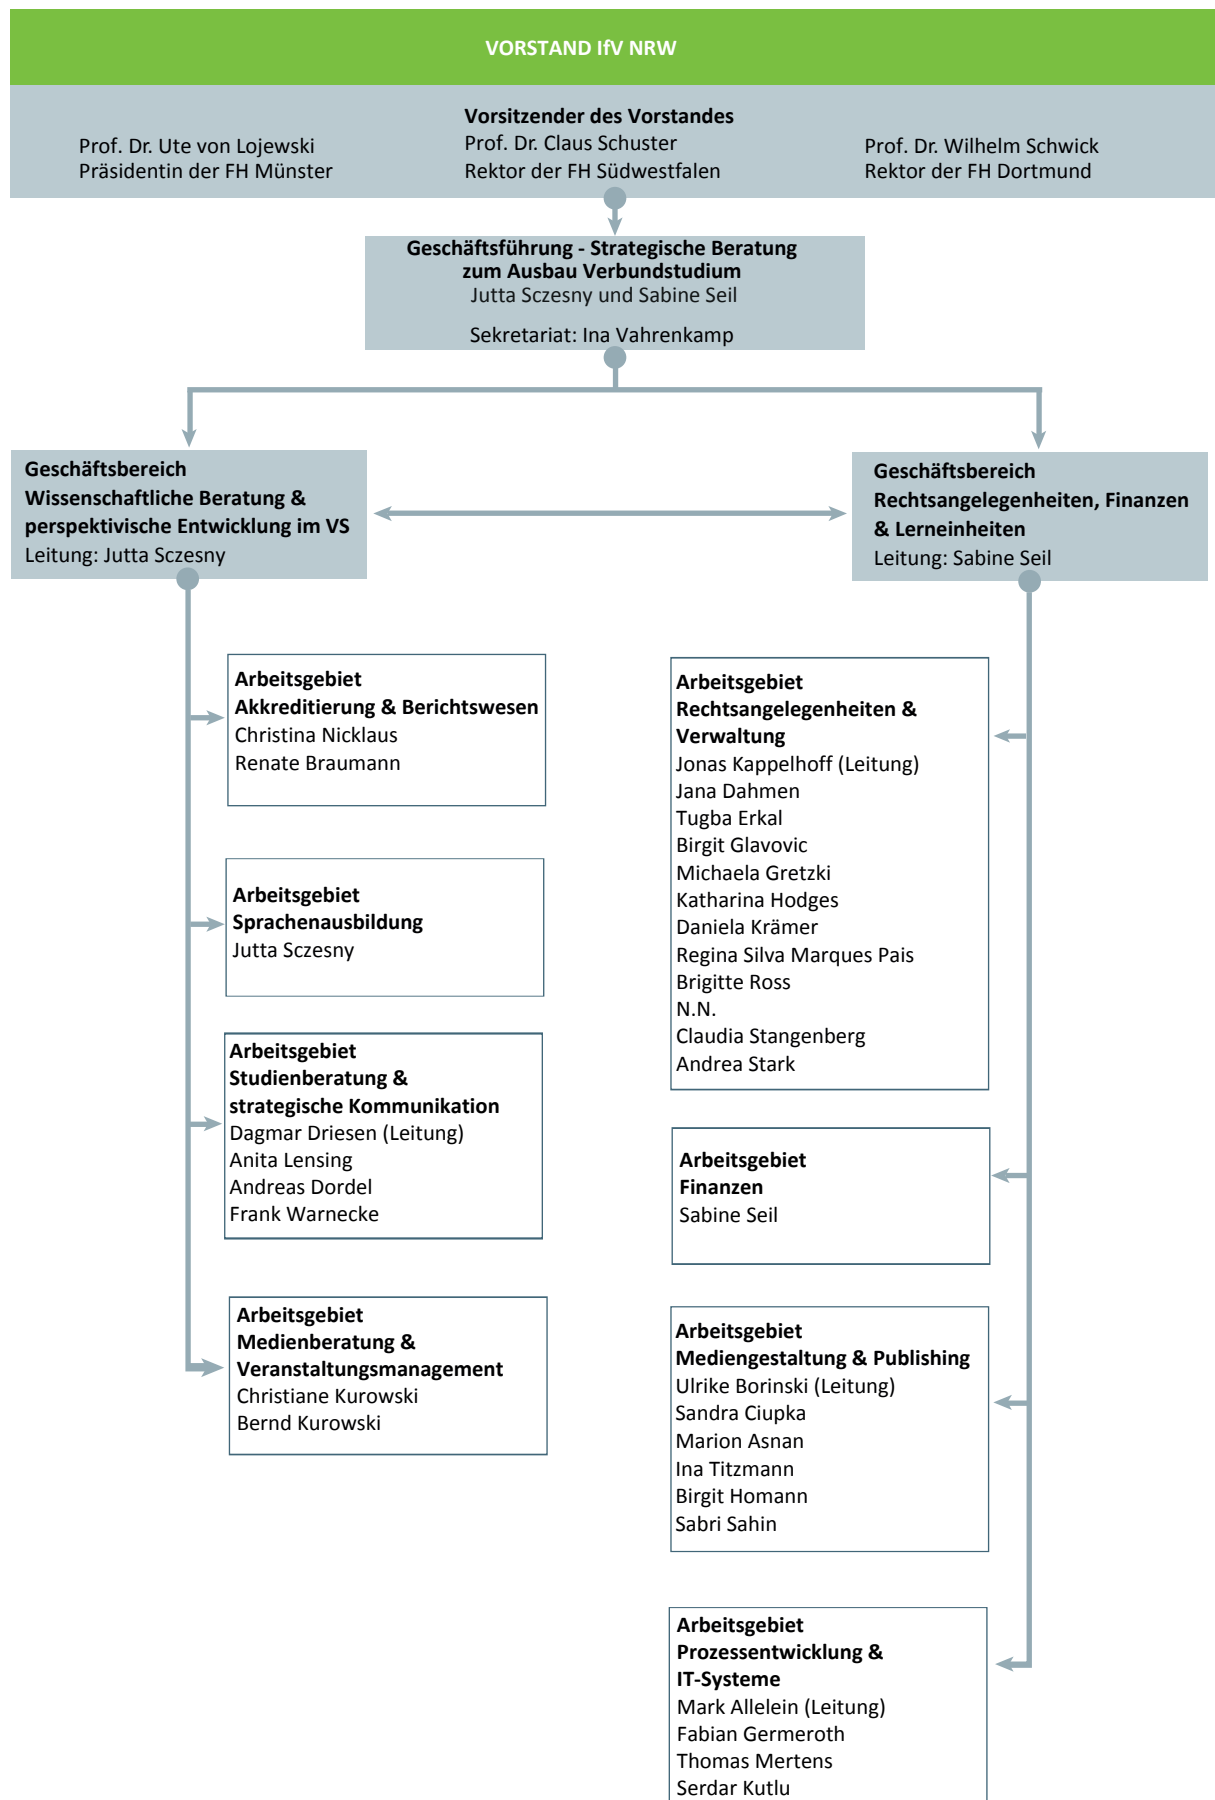 VORSTAND IfV NRW
Prof. Dr. Ute von Lojewski
Präsidentin der FH Münster
Vorsitzender des Vorstandes
Prof. Dr. Claus Schuster
Rektor der FH Südwestfalen
Prof. Dr. Wilhelm Schwick
Rektor der FH Dortmund
Geschäftsführung - Strategische Beratung
zum Ausbau Verbundstudium
Jutta Sczesny und Sabine Seil
Sekretariat: Ina Vahrenkamp
Geschäftsbereich
Wissenschaftliche Beratung &
perspektivische Entwicklung im VS
Leitung: Jutta Sczesny
Geschäftsbereich
Rechtsangelegenheiten, Finanzen
& Lerneinheiten
Leitung: Sabine Seil
Arbeitsgebiet
Akkreditierung & Berichtswesen
Christina Nicklaus
Renate Braumann
Arbeitsgebiet
Sprachenausbildung
Jutta Sczesny
Arbeitsgebiet
Studienberatung &
strategische Kommunikation
Dagmar Driesen (Leitung)
Anita Lensing
Andreas Dordel
Frank Warnecke
Arbeitsgebiet
Medienberatung &
Veranstaltungsmanagement
Christiane Kurowski
Bernd Kurowski
Arbeitsgebiet
Rechtsangelegenheiten &
Verwaltung
Jonas Kappelhoff (Leitung)
Jana Dahmen
Tugba Erkal
Birgit Glavovic
Michaela Gretzki
Katharina Hodges
Daniela Krämer
Regina Silva Marques Pais
Brigitte Ross
N.N.
Claudia Stangenberg
Andrea Stark
Arbeitsgebiet
Finanzen
Sabine Seil
Arbeitsgebiet
Mediengestaltung & Publishing
Ulrike Borinski (Leitung)
Sandra Ciupka
Marion Asnan
Ina Titzmann
Birgit Homann
Sabri Sahin
Arbeitsgebiet
Prozessentwicklung &
IT-Systeme
Mark Allelein (Leitung)
Fabian Germeroth
Thomas Mertens
Serdar Kutlu